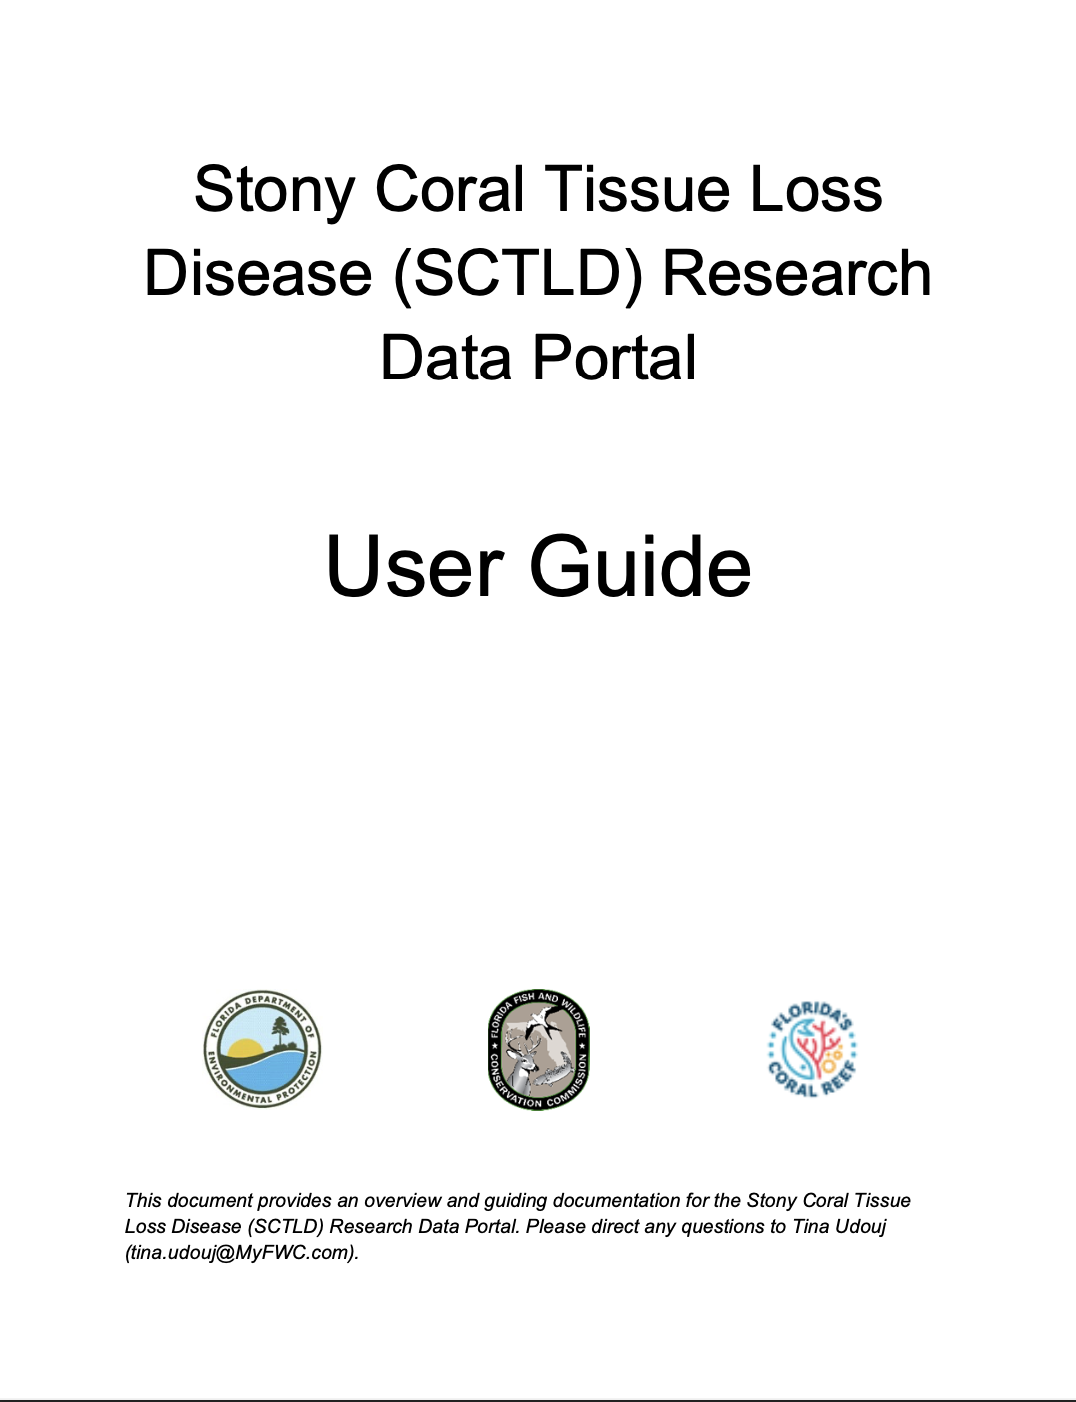 Stony Coral Tissue Loss
Disease (SCTLD) Research
Data Portal
User Guide
FLORIDA DEPARTMENT OF
ENVIRONMENTAL PROTECTION
FLORIDA FISH AND WILDLIFE
CONSERVATION COMMISSION
FLORIDA'S
CORAL REEF
This document provides an overview and guiding documentation for the Stony Coral Tissue
Loss Disease (SCTLD) Research Data Portal. Please direct any questions to Tina Udouj
(tina.udouj@MyFWC.com).